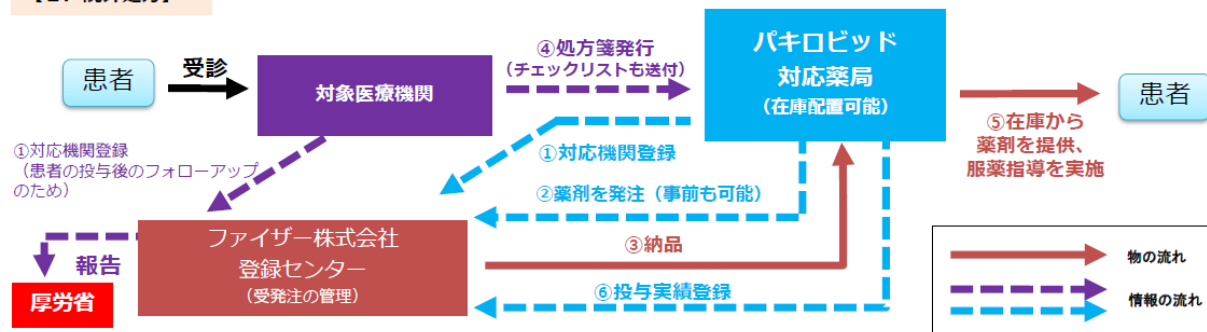 患者
受診
対象医療機関
④処方箋発行
（チェックリストも送付）
パキロビッド
対応薬局
（在庫配置可能）
患者
⑤在庫から
薬剤を提供、
服薬指導を実施
①対応機関登録
（患者の投与後のフォローアップ
のため）
①対応機関登録
②薬剤を発注（事前も可能）
ファイザー株式会社
登録センター
（受発注の管理）
③納品
⑥投与実績登録
報告
厚労省
物の流れ
情報の流れ